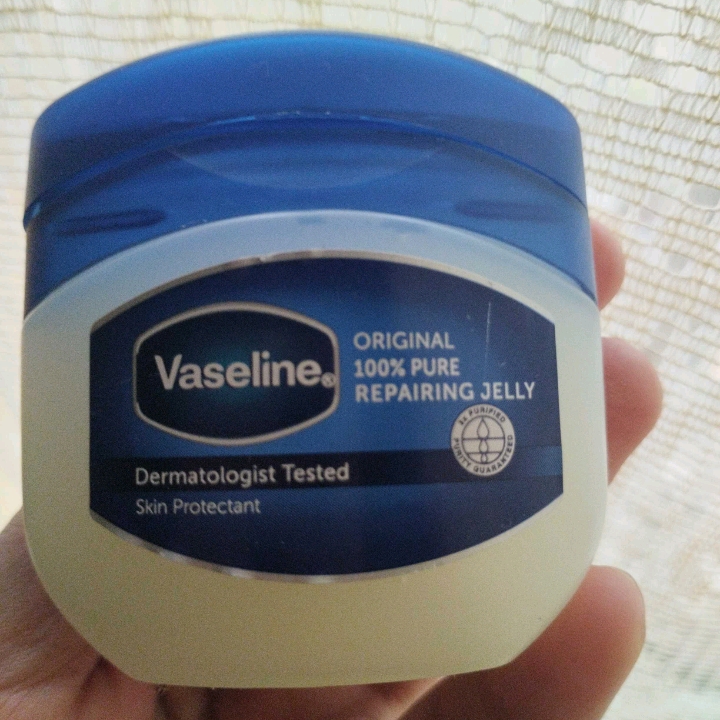 Vaseline®
ORIGINAL
100% PURE
REPAIRING JELLY
3x PURIFIED
PURITY GUARANTEED
Dermatologist Tested
Skin Protectant